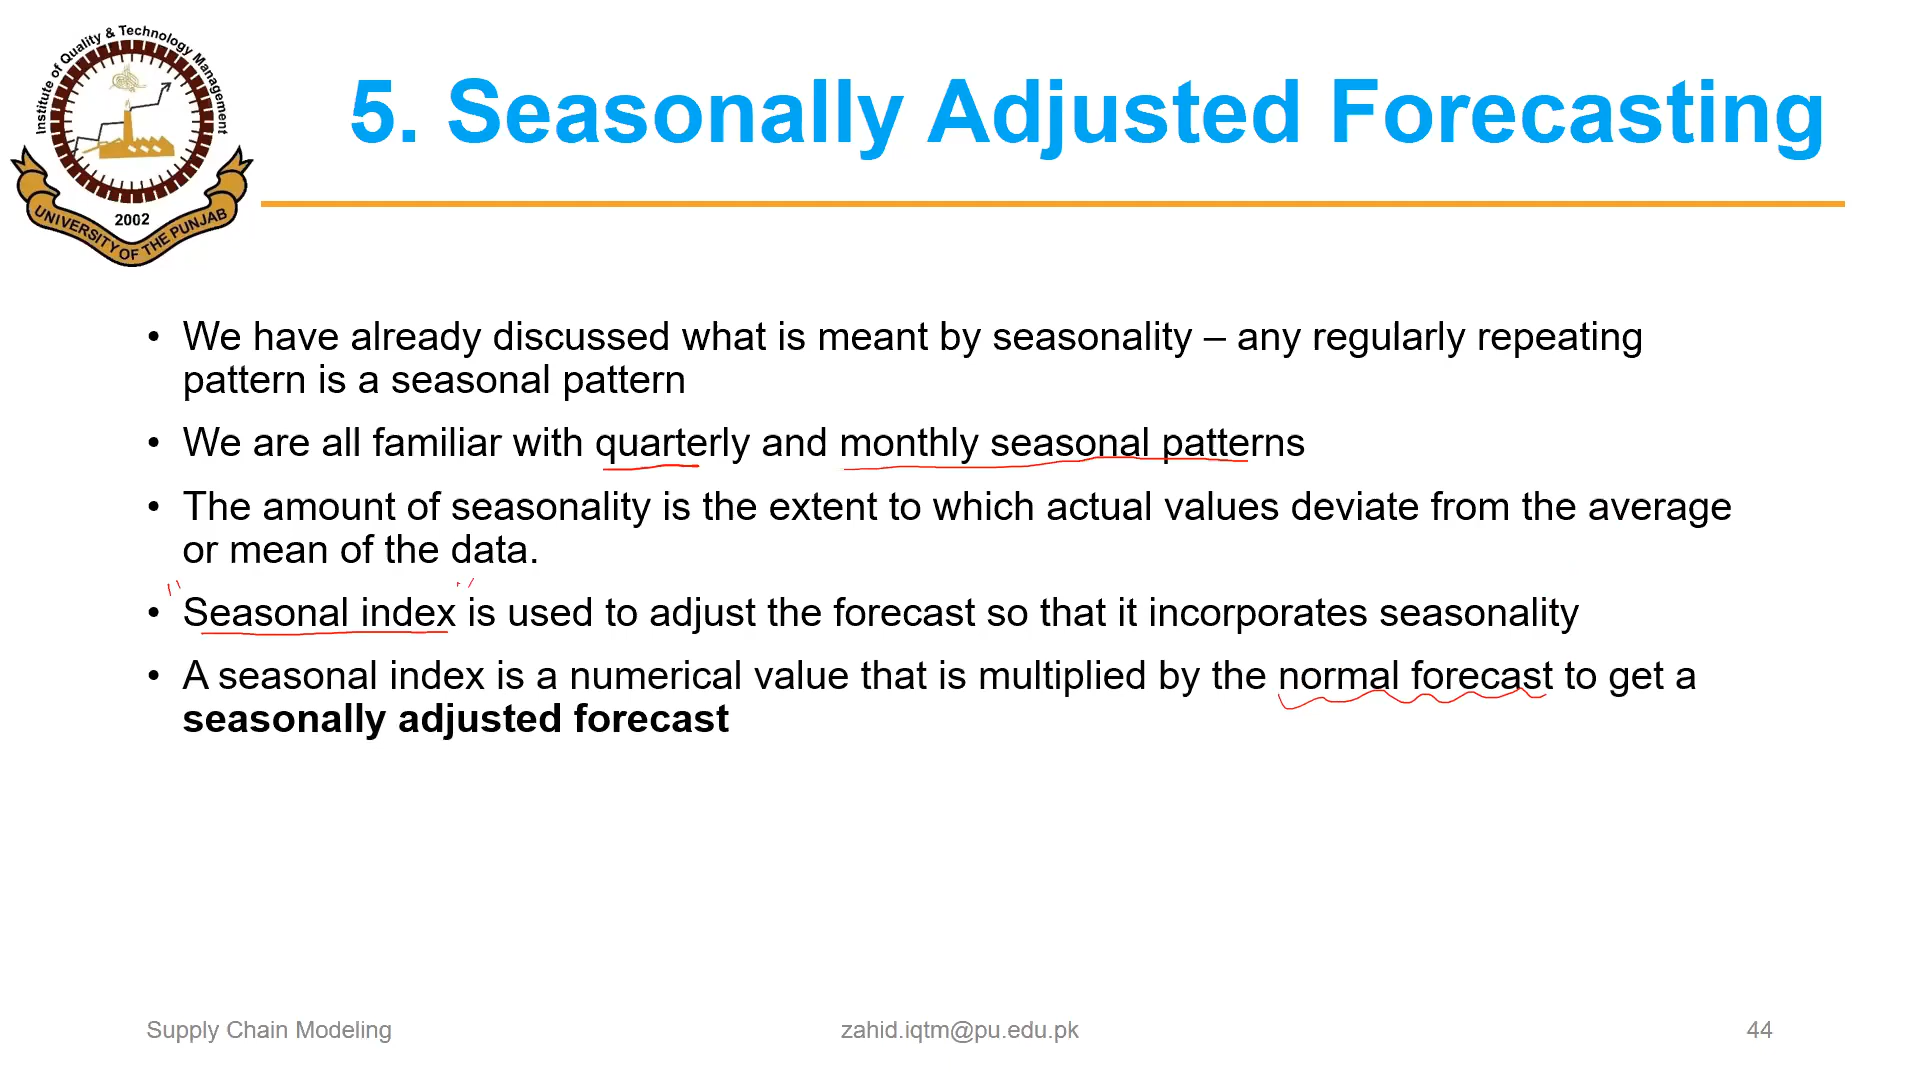 Institute of Quality & Technology Management
2002
UNIVERSITY OF THE PUNJAB
5. Seasonally Adjusted Forecasting
• We have already discussed what is meant by seasonality – any regularly repeating
pattern is a seasonal pattern
• We are all familiar with quarterly and monthly seasonal patterns
• The amount of seasonality is the extent to which actual values deviate from the average
or mean of the data.
• Seasonal index is used to adjust the forecast so that it incorporates seasonality
• A seasonal index is a numerical value that is multiplied by the normal forecast to get a
seasonally adjusted forecast
Supply Chain Modeling
zahid.iqtm@pu.edu.pk
44